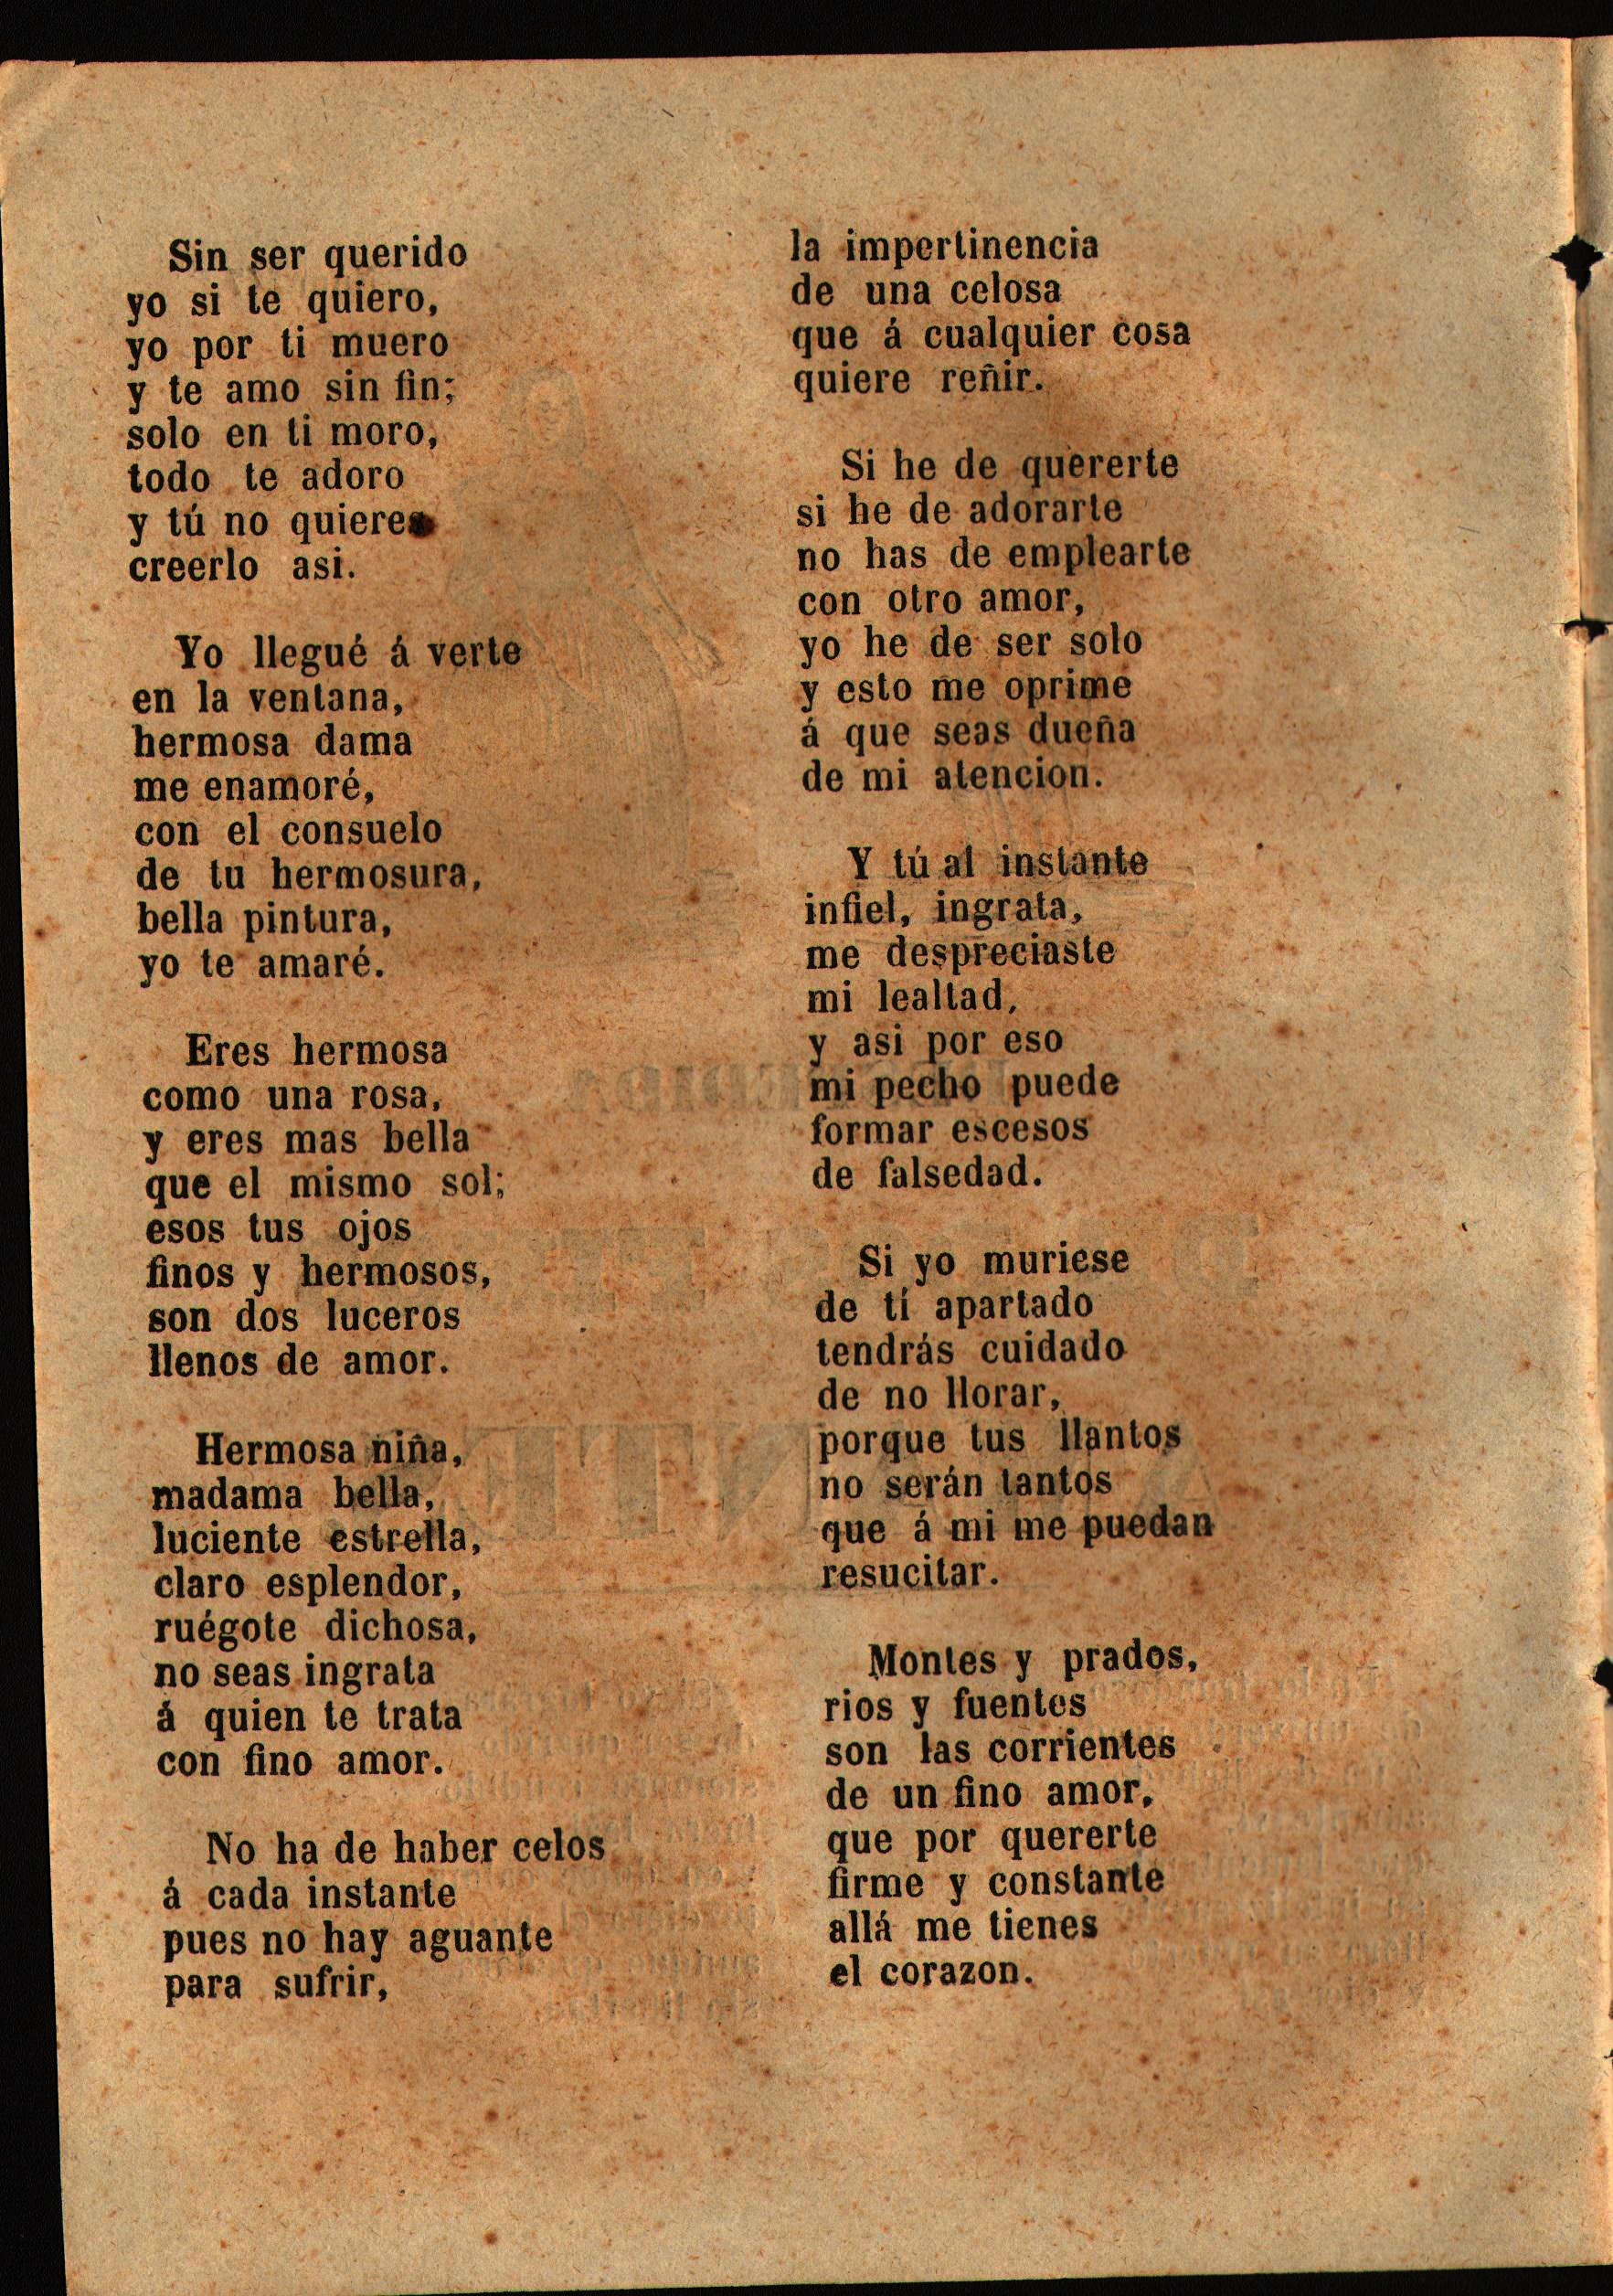 Sin ser querido
yo si te quiero,
yo por ti muero
y te amo sin fin;
solo en ti moro,
todo te adoro
y tú no quieres
creerlo asi.
Yo llegué á verte
en la ventana,
hermosa dama
me enamoré,
con el consuelo
de tu hermosura,
bella pintura,
yo te amaré.
Eres hermosa
como una rosa,
y eres mas bella
que el mismo sol;
esos tus ojos
finos y hermosos,
son dos luceros
llenos de amor.
Hermosa niña,
madama bella,
luciente estrella,
claro esplendor,
ruégote dichosa,
no seas ingrata
á quien te trata
con fino amor.
No ha de haber celos
á cada instante
pues no hay aguante
para sufrir,
la impertinencia
de una celosa
que á cualquier cosa
quiere reñir.
Si he de quererte
si he de adorarte
no has de emplearte
con otro amor,
yo he de ser solo
y esto me oprime
á que seas dueña
de mi atencion.
Y tú al instante
infiel, ingrata,
me despreciaste
mi lealtad,
y asi por eso
mi pecho puede
formar escesos
de falsedad.
Si yo muriese
de tí apartado
tendrás cuidado
de no llorar,
porque tus llantos
no serán tantos
que á mi me puedan
resucitar.
Montes y prados,
rios y fuentes
son las corrientes
de un fino amor,
que por quererte
firme y constante
allá me tienes
el corazon.